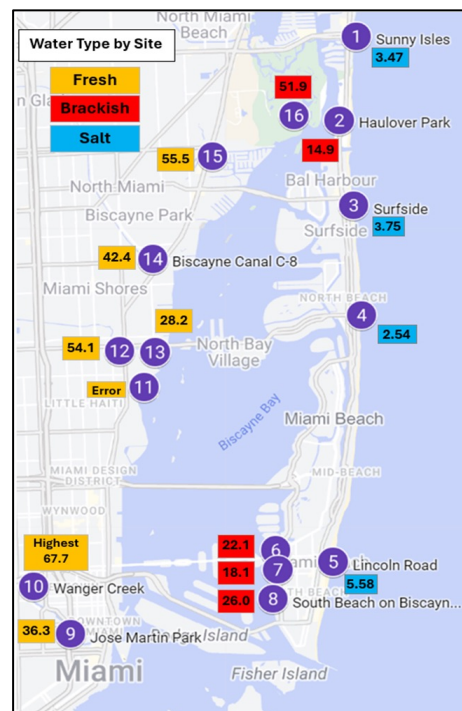 North Miami
Beach
Water Type by Site
Fresh
Brackish
Salt
1
Sunny Isles
3.47
51.9
16
2
Haulover Park
14.9
15
55.5
North Miami
Bal Harbour
Biscayne Park
3
Surfside
Surfside
3.75
42.4
14
Biscayne Canal C-8
Miami Shores
28.2
NORTH BEACH
4
2.54
54.1
12
13
North Bay
Village
Error
11
LITTLE HAITI
Biscayne Bay
Miami Beach
MIAMI DESIGN
DISTRICT
MID-BEACH
WYNWOOD
Highest
67.7
22.1
6
18.1
7
5
Lincoln Road
5.58
10
Wanger Creek
26.0
8
South Beach on Biscayn...
36.3
9
Jose Martin Park
Island
Miami
Fisher Island